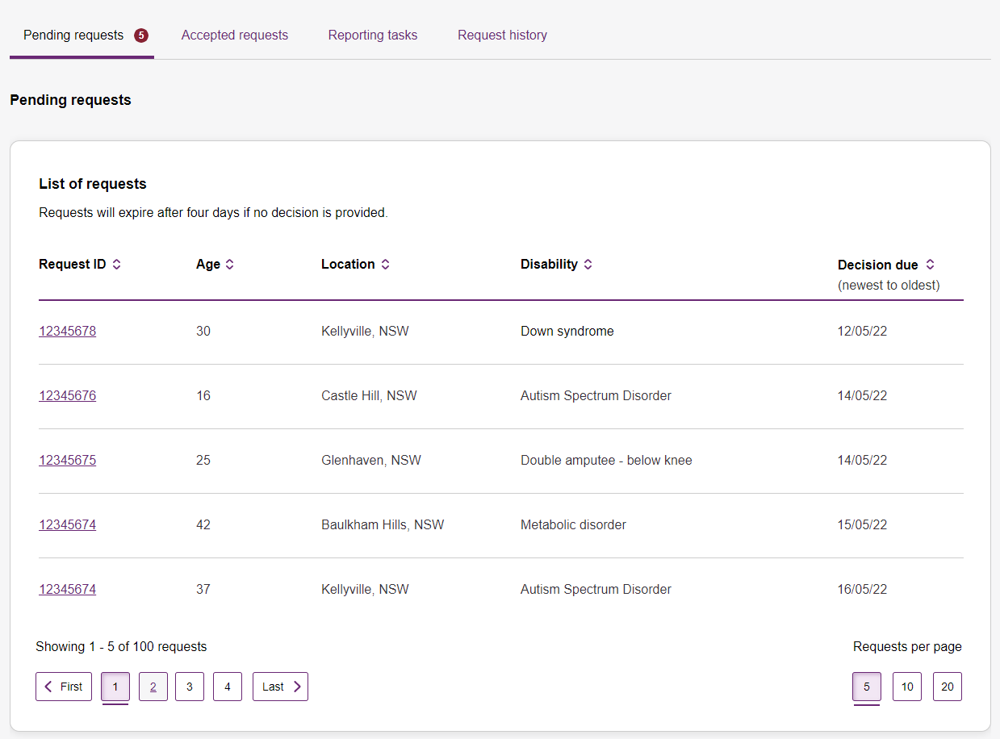 Pending requests 5 Accepted requests Reporting tasks Request history
Pending requests
List of requests
Requests will expire after four days if no decision is provided.
Request ID Age Location Disability Decision due
(newest to oldest)
12345678 30 Kellyville, NSW Down syndrome 12/05/22
12345676 16 Castle Hill, NSW Autism Spectrum Disorder 14/05/22
12345675 25 Glenhaven, NSW Double amputee - below knee 14/05/22
12345674 42 Baulkham Hills, NSW Metabolic disorder 15/05/22
12345674 37 Kellyville, NSW Autism Spectrum Disorder 16/05/22
Showing 1 - 5 of 100 requests Requests per page
First 1 2 3 4 Last 5 10 20